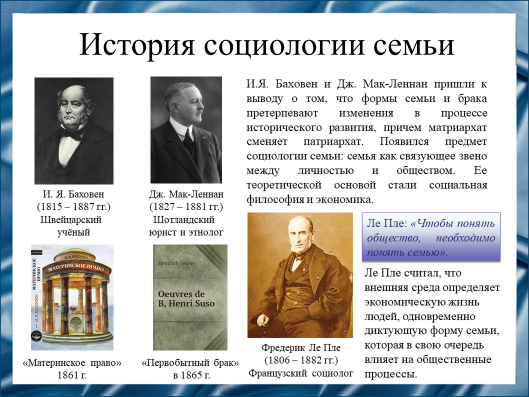 История социологии семьи
И.Я. Баховен и Дж. Мак-Леннан пришли к
выводу о том, что формы семьи и брака
претерпевают изменения в процессе
исторического развития, причем матриархат
сменяет патриархат. Появился предмет
социологии семьи: семья как связующее звено
между личностью и обществом. Ее
теоретической основой стали социальная
философия и экономика.
И. Я. Баховен
(1815 – 1887 гг.)
Швейцарский
учёный
Дж. Мак-Леннан
(1827 – 1881 гг.)
Шотландский
юрист и этнолог
МАТЕРИНСКОЕ ПРАВО
МАТЕРИНСКОЕ ПРАВО
Heinrich Seuse
Oeuvres de
B, Henri Suso
«Материнское право»
1861 г.
«Первобытный брак»
в 1865 г.
Фредерик Ле Пле
(1806 – 1882 гг.)
Французский социолог
Ле Пле: «Чтобы понять
общество, необходимо
понять семью».
Ле Пле считал, что
внешняя среда определяет
экономическую жизнь
людей, одновременно
диктующую форму семьи,
которая в свою очередь
влияет на общественные
процессы.